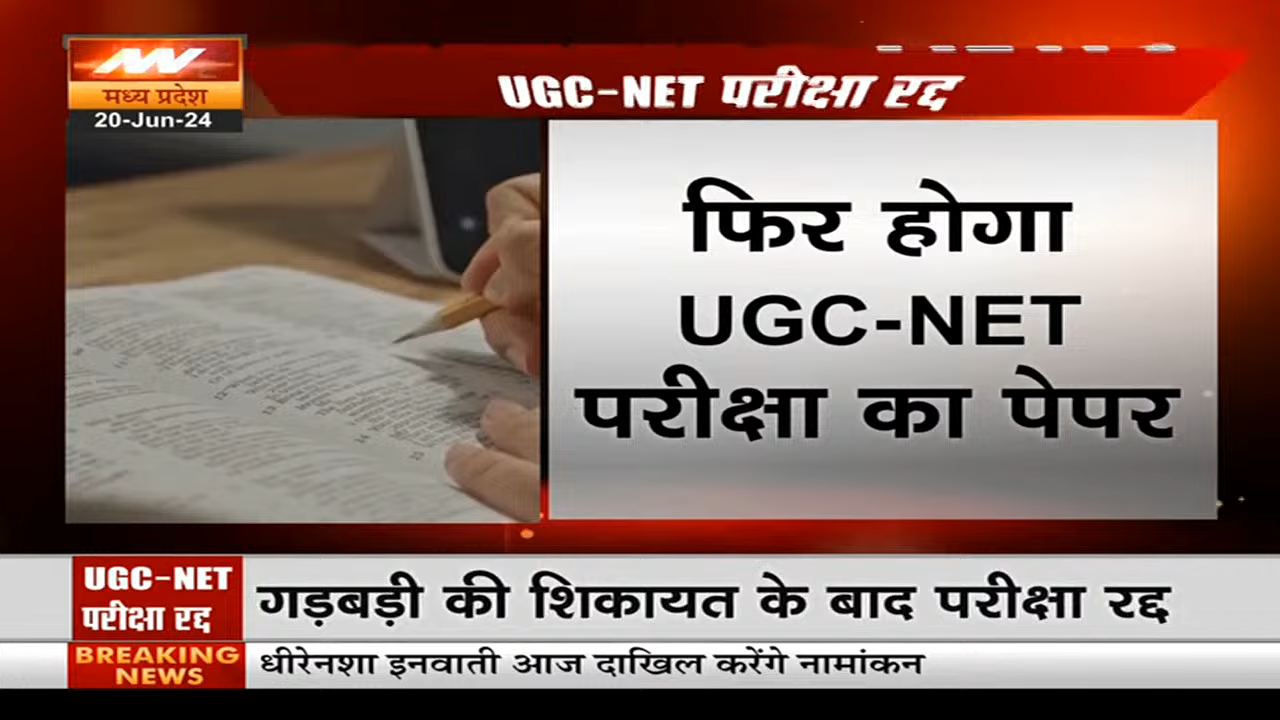 मध्य प्रदेश
20-Jun-24
UGC-NET परीक्षा रद्द
फिर होगा
UGC-NET
परीक्षा का पेपर
UGC-NET
परीक्षा रद्द
गड़बड़ी की शिकायत के बाद परीक्षा रद्द
BREAKING
NEWS
धीरेनशा इनवाती आज दाखिल करेंगे नामांकन